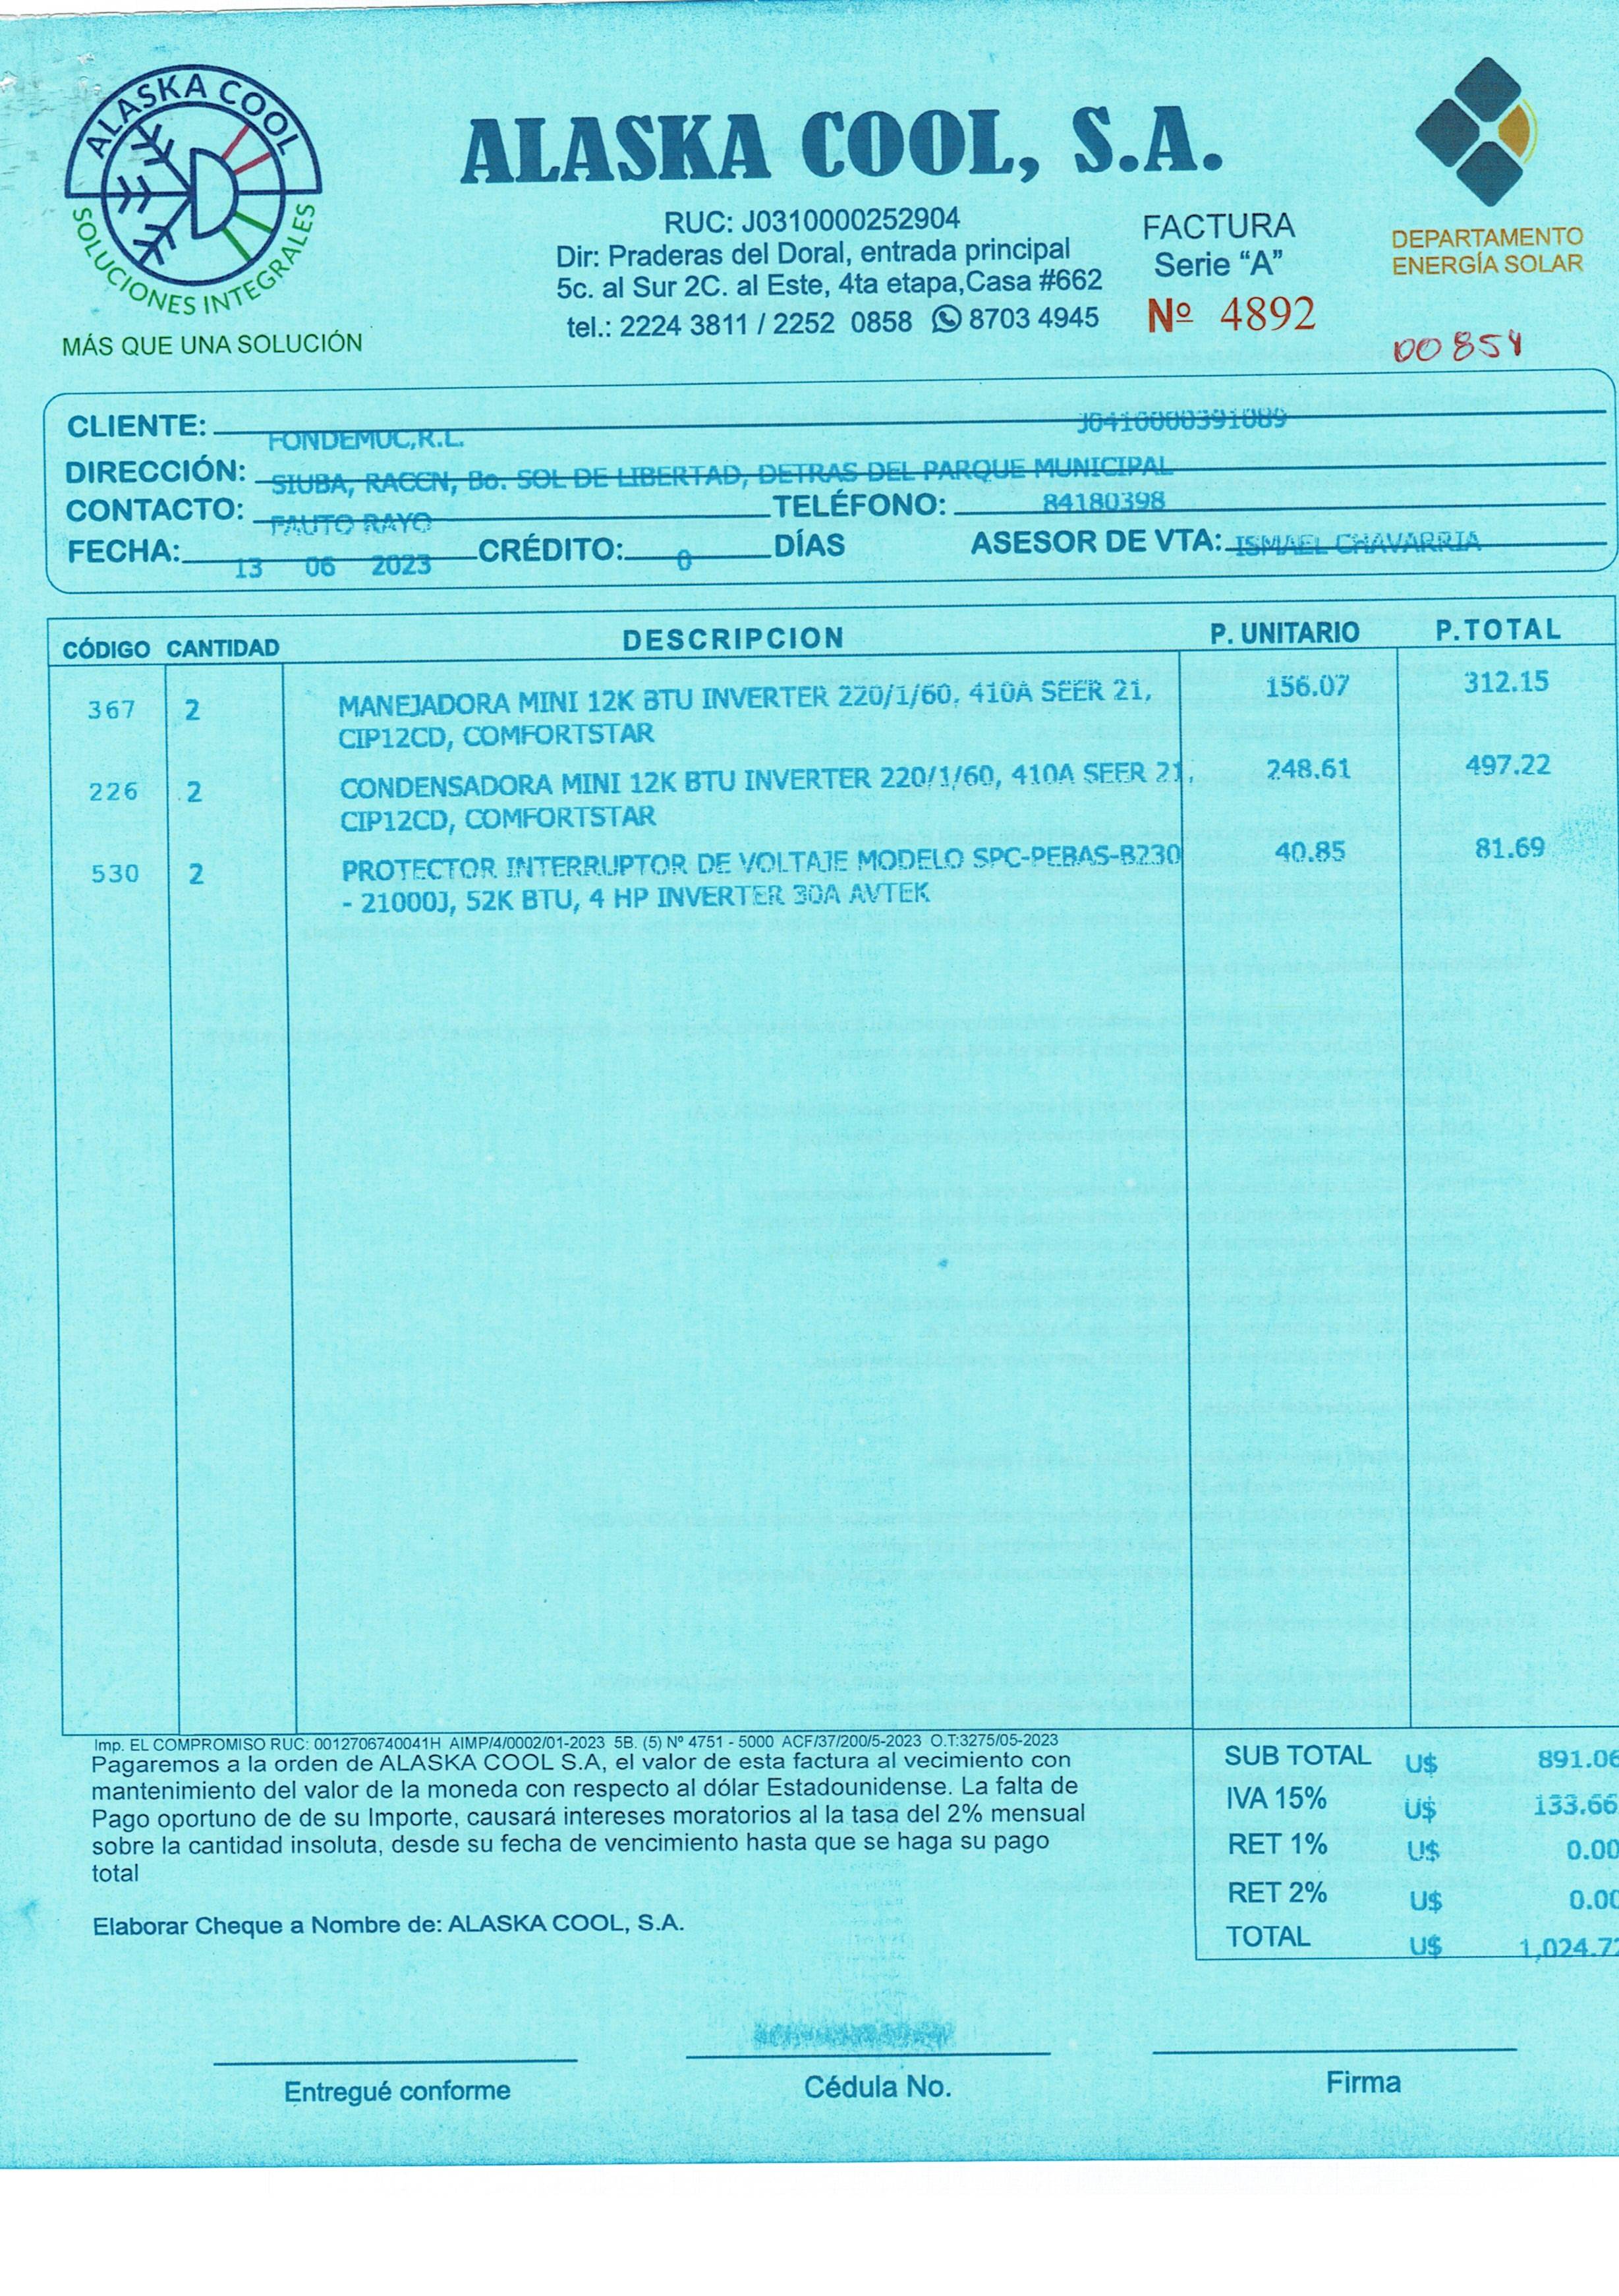 ALASKA COOL
SOLUCIONES INTEGRALES
MÁS QUE UNA SOLUCIÓN
ALASKA COOL, S.A.
RUC: J0310000252904
Dir: Praderas del Doral, entrada principal
5c. al Sur 2C. al Este, 4ta etapa,Casa #662
tel.: 2224 3811 / 2252 0858 8703 4945
FACTURA
Serie "A"
Nº 4892
DEPARTAMENTO
ENERGÍA SOLAR
00854
CLIENTE: FONDEMUC,R.L. J0410000391089
DIRECCIÓN: SIUBA, RACCN, Bo. SOL DE LIBERTAD, DETRAS DEL PARQUE MUNICIPAL
CONTACTO: FAUTO RAYO TELÉFONO: 84180398
FECHA: 13 06 2023 CRÉDITO: 0 DÍAS ASESOR DE VTA: ISMAEL CHAVARRIA
CÓDIGO CANTIDAD DESCRIPCION P. UNITARIO P.TOTAL
367 2 MANEJADORA MINI 12K BTU INVERTER 220/1/60, 410A SEER 21, 156.07 312.15
CIP12CD, COMFORTSTAR
226 2 CONDENSADORA MINI 12K BTU INVERTER 220/1/60, 410A SEER 21, 248.61 497.22
CIP12CD, COMFORTSTAR
530 2 PROTECTOR INTERRUPTOR DE VOLTAJE MODELO SPC-PEBAS-B230 40.85 81.69
- 21000J, 52K BTU, 4 HP INVERTER 30A AVTEK
Imp. EL COMPROMISO RUC: 0012706740041H AIMP/4/0002/01-2023 5B. (5) Nº 4751 - 5000 ACF/37/200/5-2023 O.T:3275/05-2023
Pagaremos a la orden de ALASKA COOL S.A, el valor de esta factura al vecimiento con
mantenimiento del valor de la moneda con respecto al dólar Estadounidense. La falta de
Pago oportuno de de su Importe, causará intereses moratorios al la tasa del 2% mensual
sobre la cantidad insoluta, desde su fecha de vencimiento hasta que se haga su pago
total
Elaborar Cheque a Nombre de: ALASKA COOL, S.A.
SUB TOTAL U$ 891.06
IVA 15% U$ 133.66
RET 1% U$ 0.00
RET 2% U$ 0.00
TOTAL U$ 1,024.72
Entregué conforme
Cédula No.
Firma